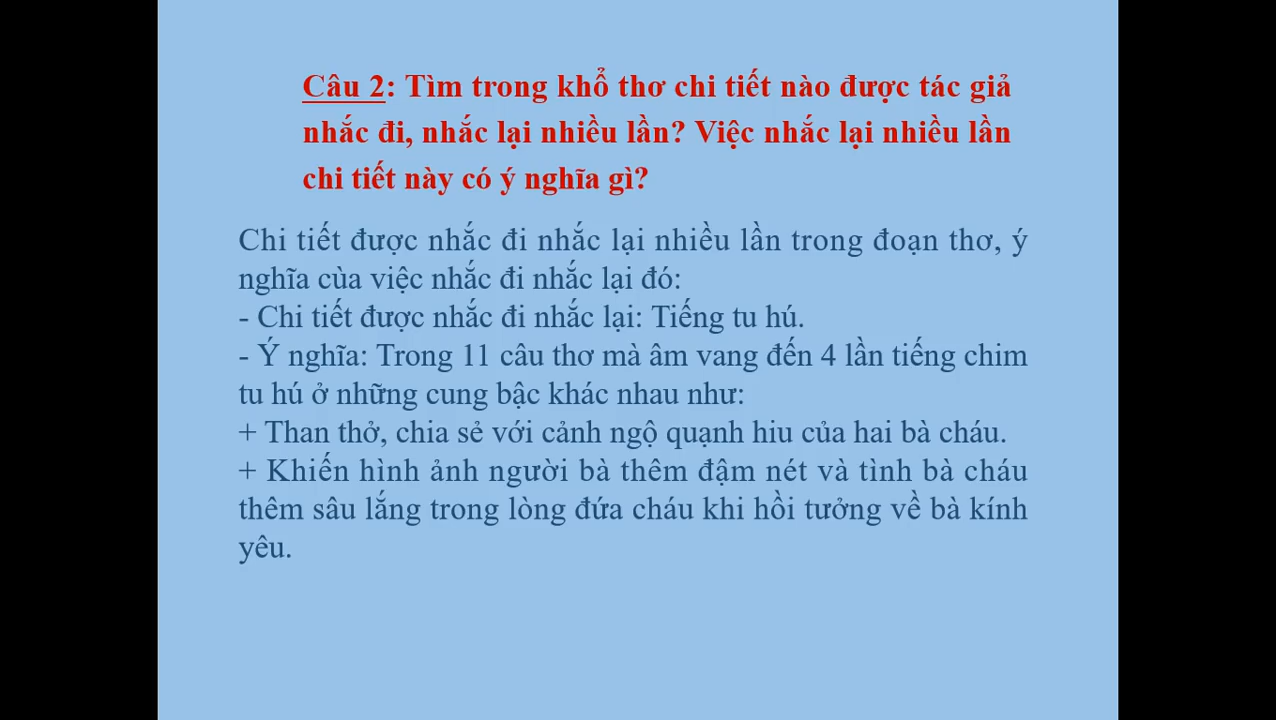 Câu 2: Tìm trong khổ thơ chi tiết nào được tác giả
nhắc đi, nhắc lại nhiều lần? Việc nhắc lại nhiều lần
chi tiết này có ý nghĩa gì?
Chi tiết được nhắc đi nhắc lại nhiều lần trong đoạn thơ, ý
nghĩa cùa việc nhắc đi nhắc lại đó:
- Chi tiết được nhắc đi nhắc lại: Tiếng tu hú.
- Ý nghĩa: Trong 11 câu thơ mà âm vang đến 4 lần tiếng chim
tu hú ở những cung bậc khác nhau như:
+ Than thở, chia sẻ với cảnh ngộ quạnh hiu của hai bà cháu.
+ Khiến hình ảnh người bà thêm đậm nét và tình bà cháu
thêm sâu lắng trong lòng đứa cháu khi hồi tưởng về bà kính
yêu.